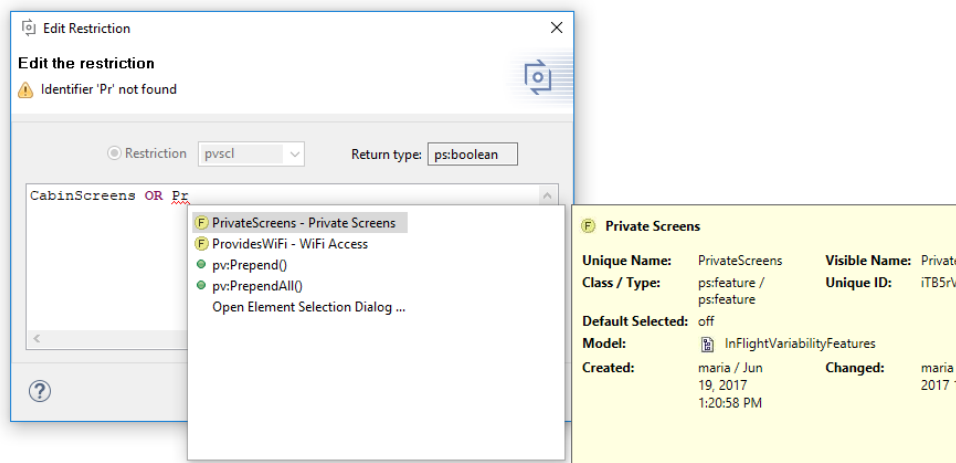 Edit Restriction
Edit the restriction
Identifier 'Pr' not found
Restriction pvscl Return type: ps:boolean
CabinScreens OR Pr
PrivateScreens - Private Screens
ProvidesWiFi - WiFi Access
pv:Prepend()
pv:PrependAll()
Open Element Selection Dialog ...
F Private Screens
Unique Name: PrivateScreens Visible Name: Private
Class / Type: ps:feature / Unique ID: iTB5rV
ps:feature
Default Selected: off
Model: InFlightVariabilityFeatures
Created: maria / Jun Changed: maria
19, 2017 2017 1
1:20:58 PM